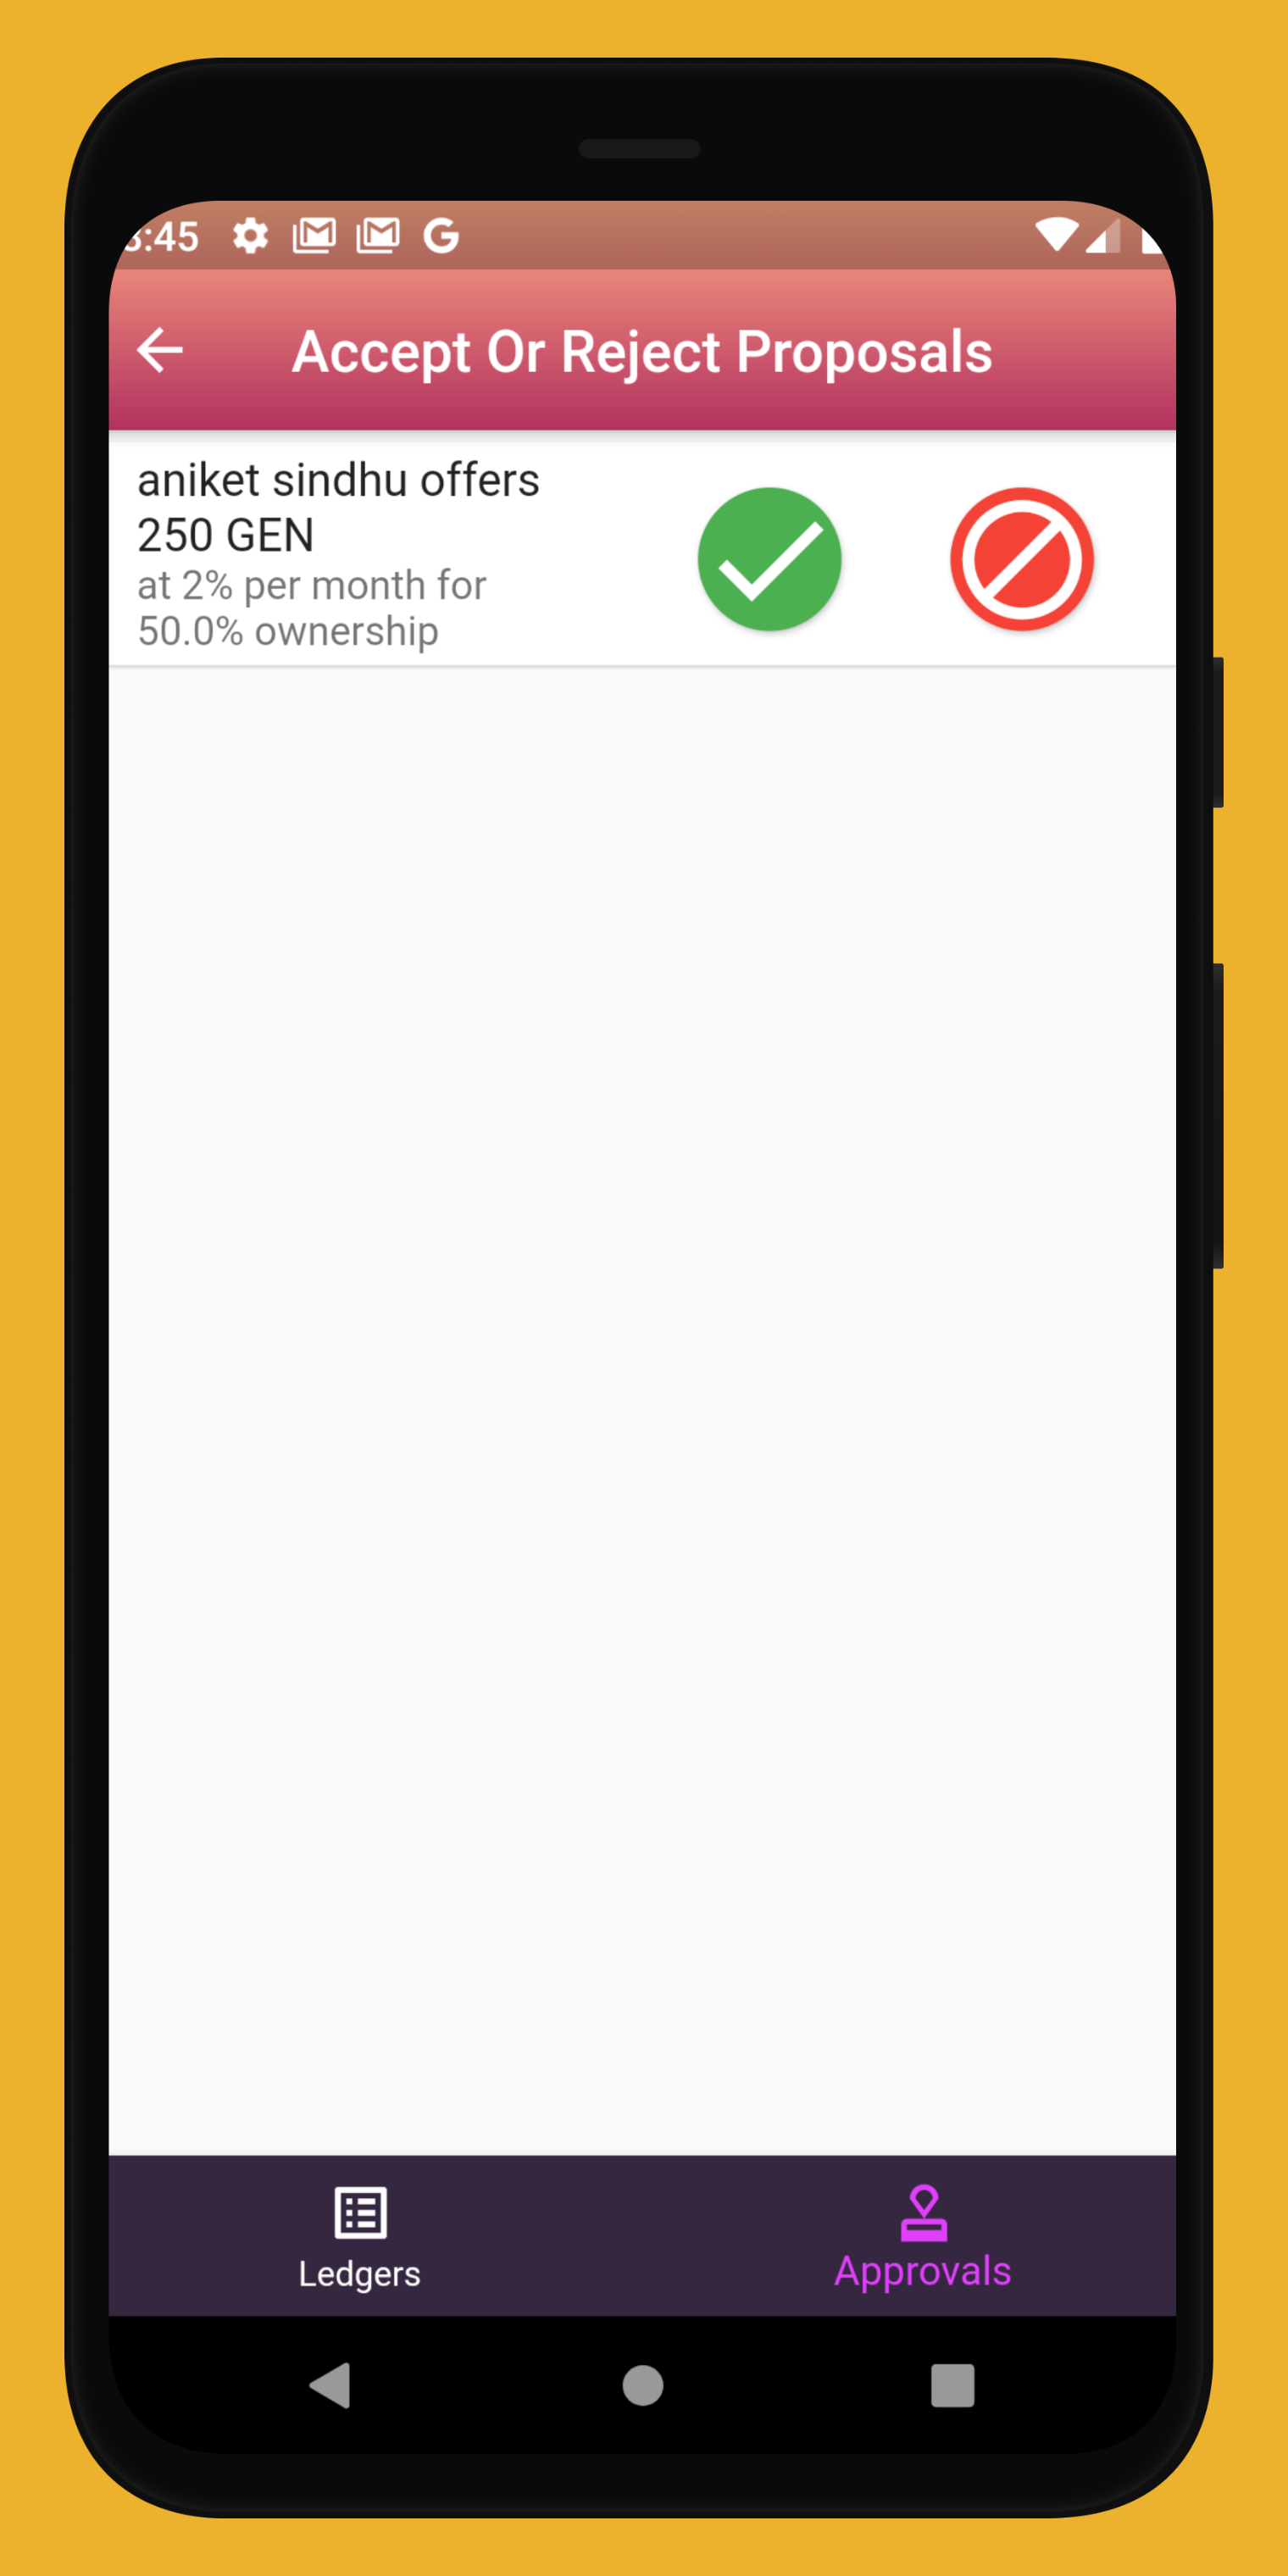 :45
Accept Or Reject Proposals
aniket sindhu offers
250 GEN
at 2% per month for
50.0% ownership
Ledgers
Approvals